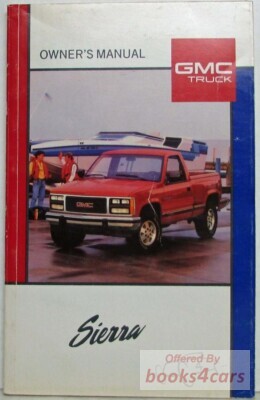 OWNER'S MANUAL
GMC
TRUCK
GMC
Sierra
Offered By
books4cars